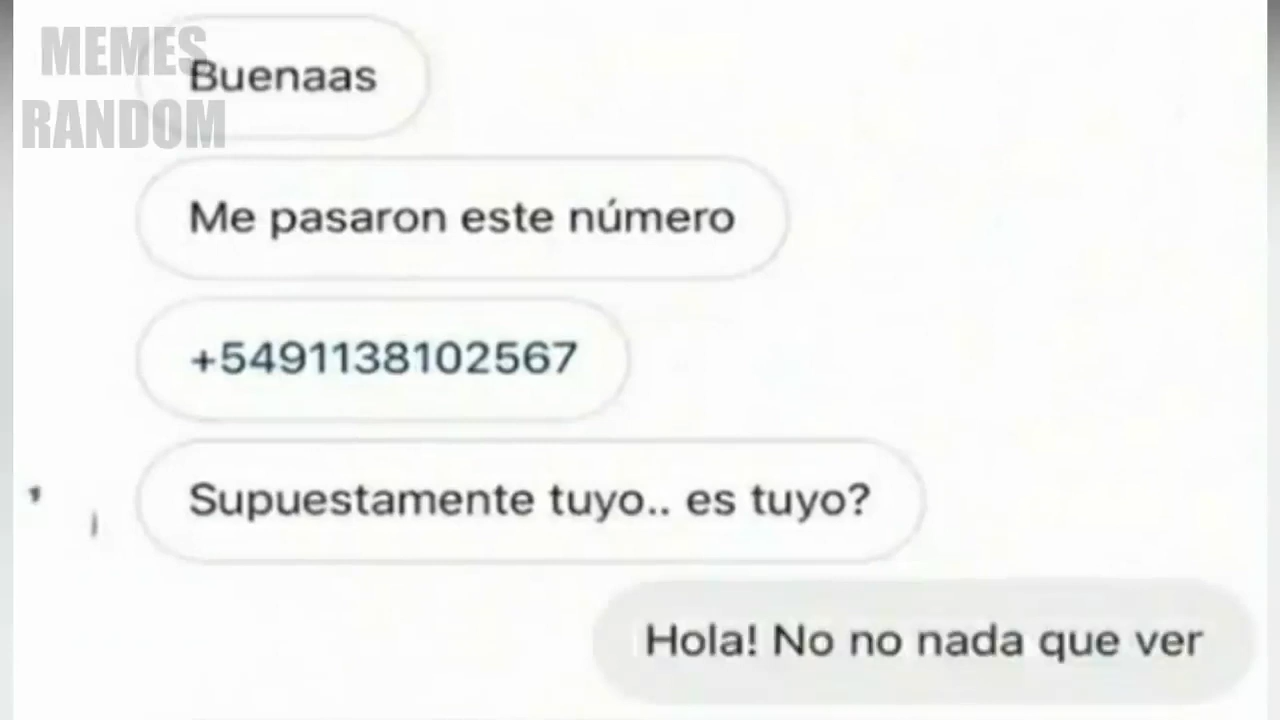 MEMES
RANDOM
Buenaas
Me pasaron este número
+5491138102567
Supuestamente tuyo.. es tuyo?
Hola! No no nada que ver